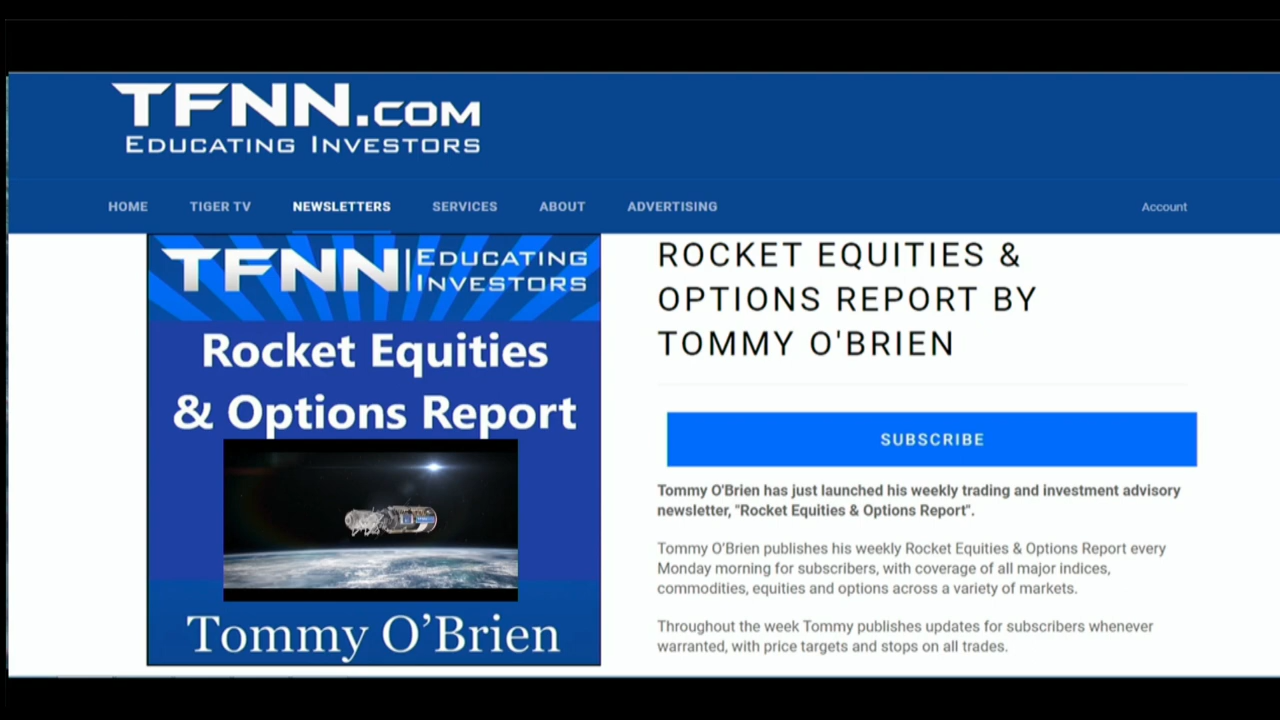 TFNN.COM
EDUCATING INVESTORS
HOME TIGER TV NEWSLETTERS SERVICES ABOUT ADVERTISING Account
TFNN EDUCATING
INVESTORS
Rocket Equities
& Options Report
Tommy O’Brien
ROCKET EQUITIES &
OPTIONS REPORT BY
TOMMY O'BRIEN
SUBSCRIBE
Tommy O'Brien has just launched his weekly trading and investment advisory
newsletter, "Rocket Equities & Options Report".
Tommy O’Brien publishes his weekly Rocket Equities & Options Report every
Monday morning for subscribers, with coverage of all major indices,
commodities, equities and options across a variety of markets.
Throughout the week Tommy publishes updates for subscribers whenever
warranted, with price targets and stops on all trades.